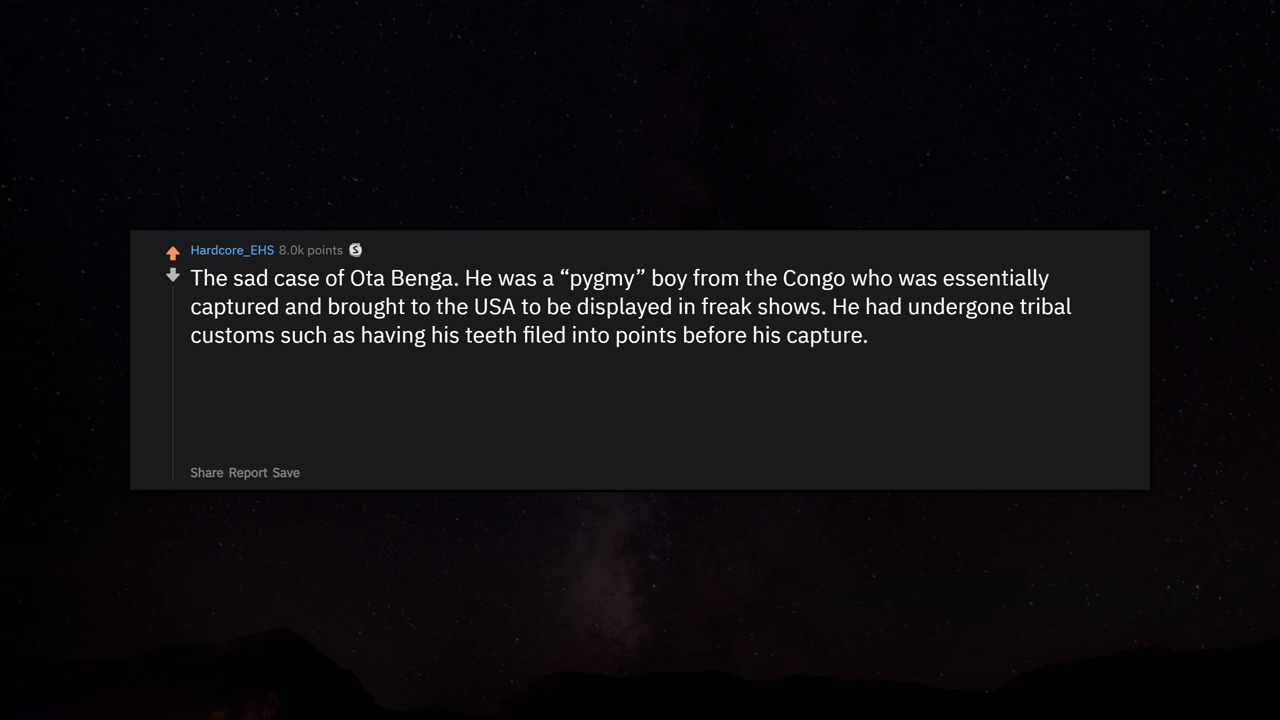 Hardcore_EHS 8.0k points S
The sad case of Ota Benga. He was a “pygmy” boy from the Congo who was essentially
captured and brought to the USA to be displayed in freak shows. He had undergone tribal
customs such as having his teeth filed into points before his capture.
Share Report Save